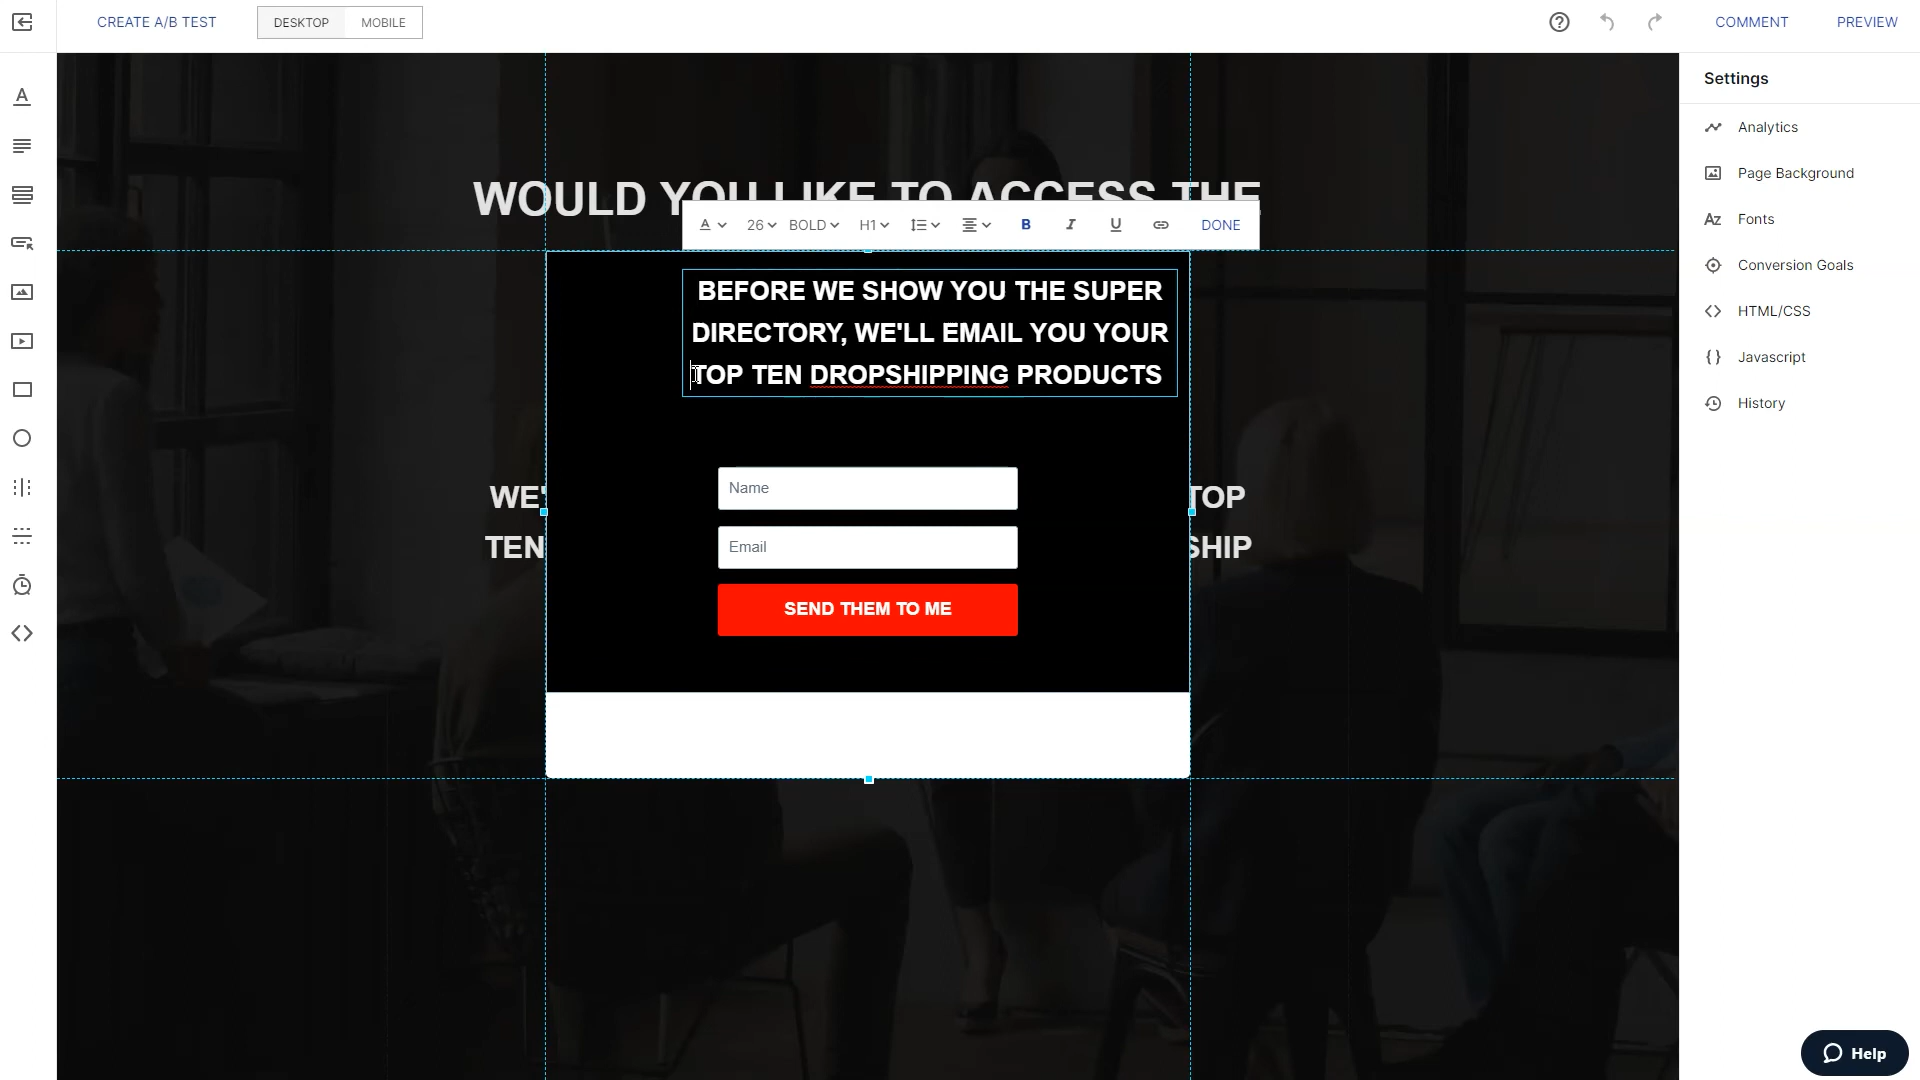 CREATE A/B TEST
DESKTOP
MOBILE
COMMENT
PREVIEW
Settings
Analytics
Page Background
Fonts
Conversion Goals
HTML/CSS
Javascript
History
WOULD YOU LIKE TO ACCESS THE
26
BOLD
H1
B
I
U
DONE
BEFORE WE SHOW YOU THE SUPER
DIRECTORY, WE'LL EMAIL YOU YOUR
TOP TEN DROPSHIPPING PRODUCTS
Name
WE' TOP
Email
TEN SHIP
SEND THEM TO ME
Help